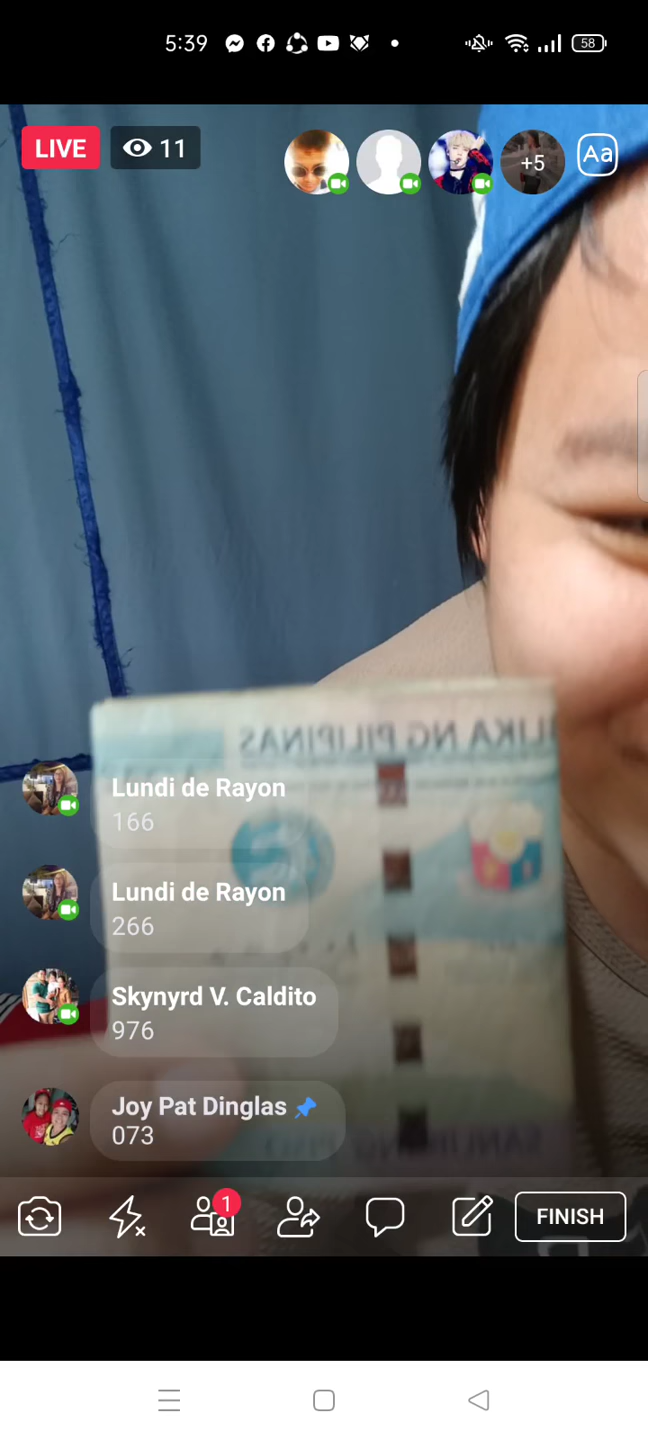 5:39
58
LIVE
11
+5
Aa
ILIKA NG PILIPINAS
Lundi de Rayon
166
Lundi de Rayon
266
Skynyrd V. Caldito
976
Joy Pat Dinglas
073
1
FINISH